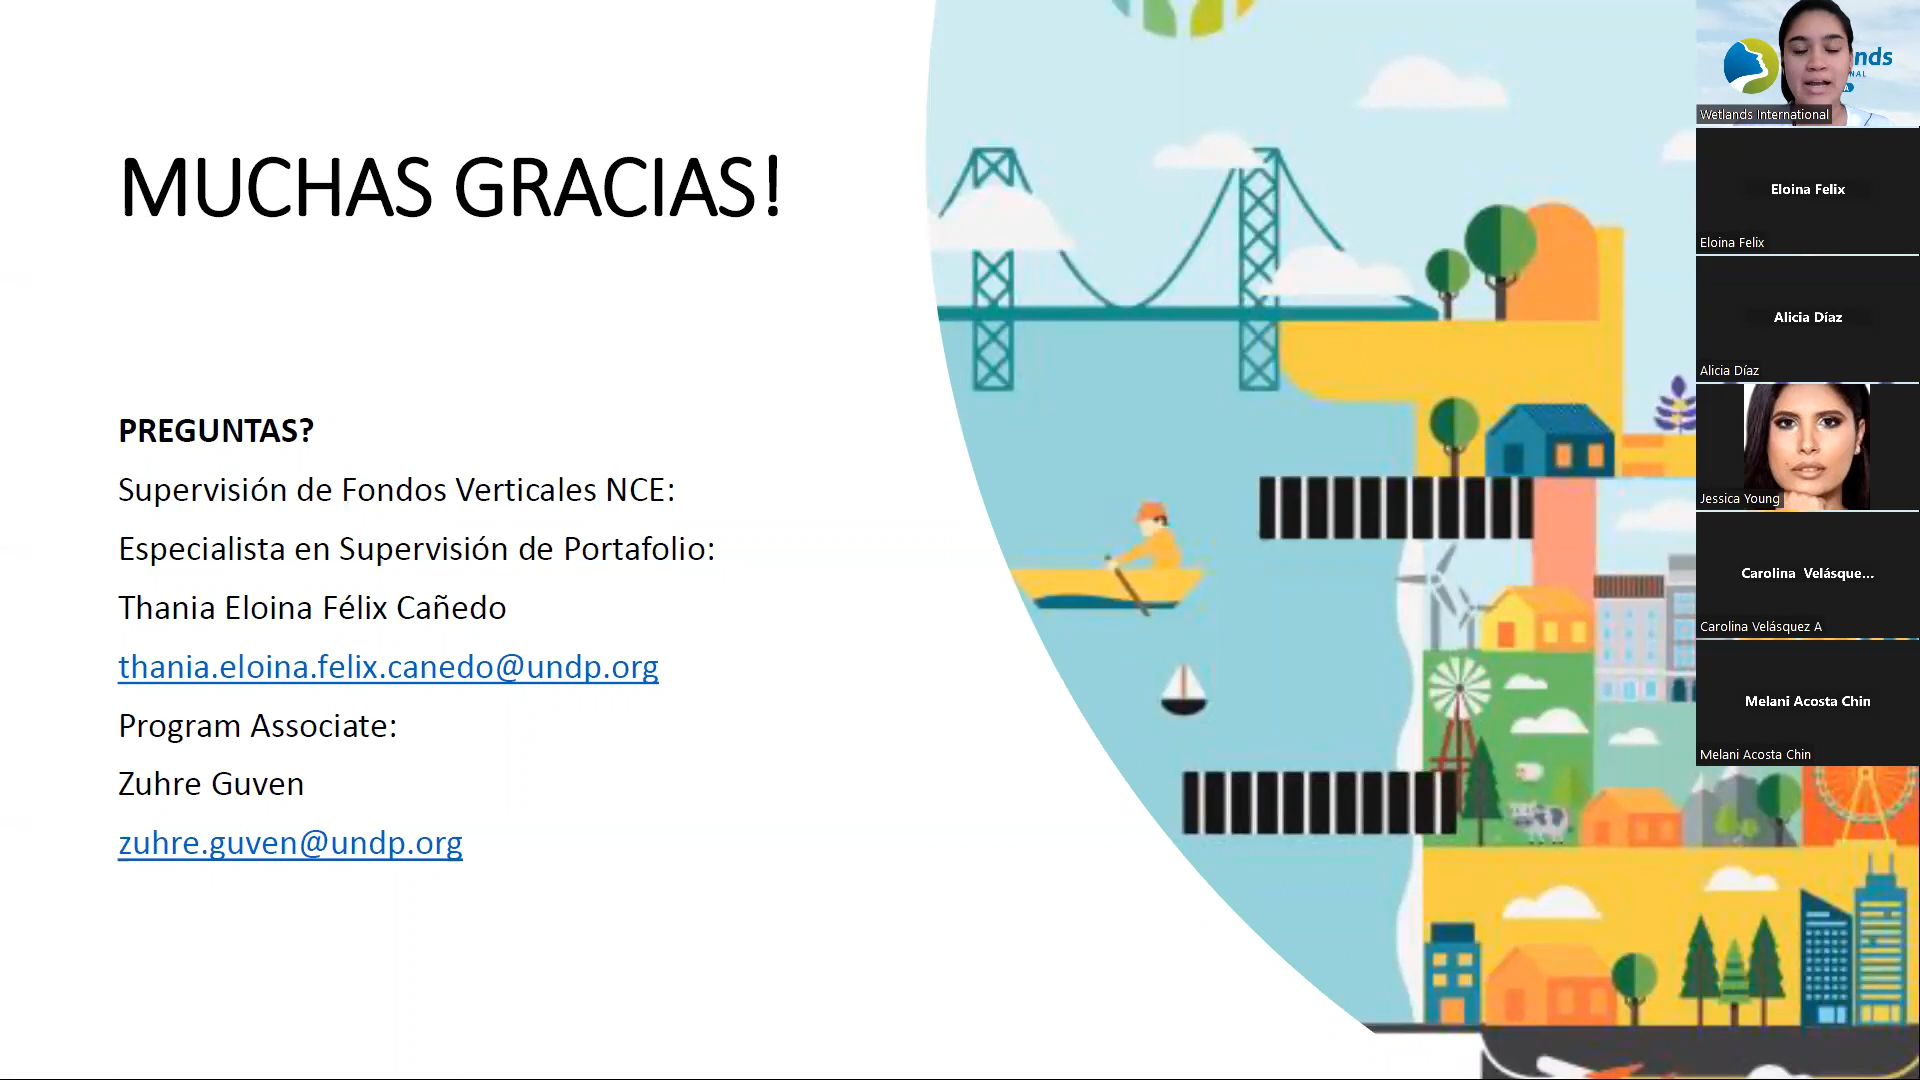 MUCHAS GRACIAS!
PREGUNTAS?
Supervisión de Fondos Verticales NCE:
Especialista en Supervisión de Portafolio:
Thania Eloina Félix Cañedo
thania.eloina.felix.canedo@undp.org
Program Associate:
Zuhre Guven
zuhre.guven@undp.org
Wetlands International
Eloina Felix
Eloina Felix
Alicia Díaz
Alicia Díaz
Jessica Young
Carolina Velásque...
Carolina Velásquez A
Melani Acosta Chin
Melani Acosta Chin